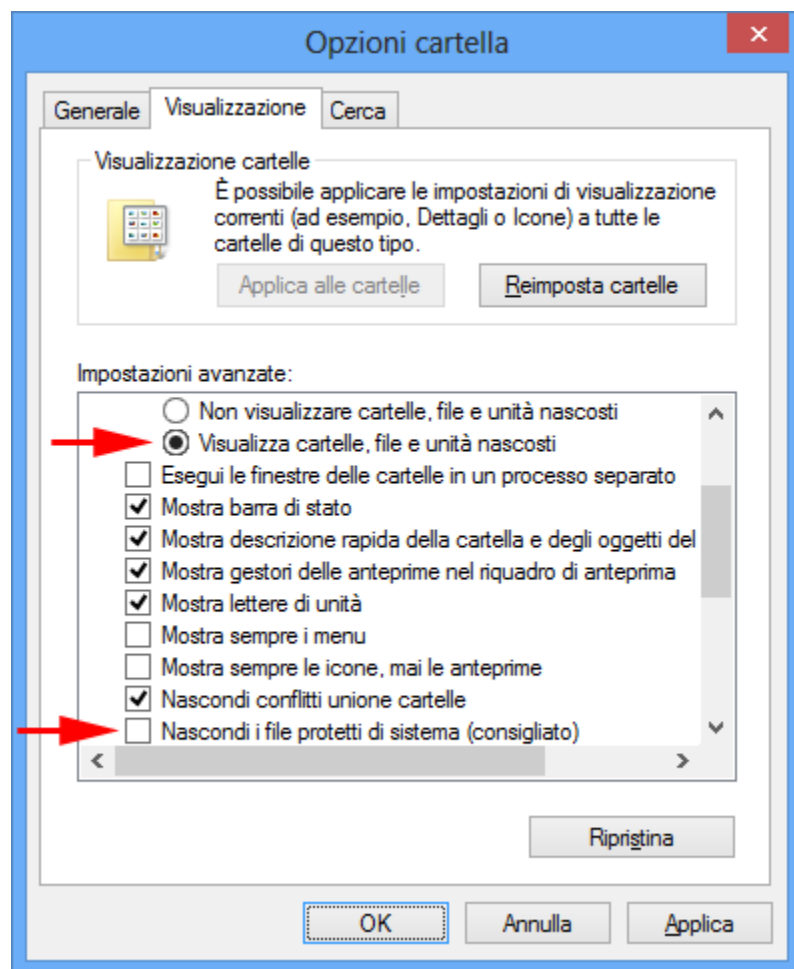 Opzioni cartella
Generale
Visualizzazione
Cerca
Visualizzazione cartelle
È possibile applicare le impostazioni di visualizzazione
correnti (ad esempio, Dettagli o Icone) a tutte le
cartelle di questo tipo.
Applica alle cartelle
Reimposta cartelle
Impostazioni avanzate:
Non visualizzare cartelle, file e unità nascosti
Visualizza cartelle, file e unità nascosti
Esegui le finestre delle cartelle in un processo separato
Mostra barra di stato
Mostra descrizione rapida della cartella e degli oggetti del
Mostra gestori delle anteprime nel riquadro di anteprima
Mostra lettere di unità
Mostra sempre i menu
Mostra sempre le icone, mai le anteprime
Nascondi conflitti unione cartelle
Nascondi i file protetti di sistema (consigliato)
Ripristina
OK
Annulla
Applica